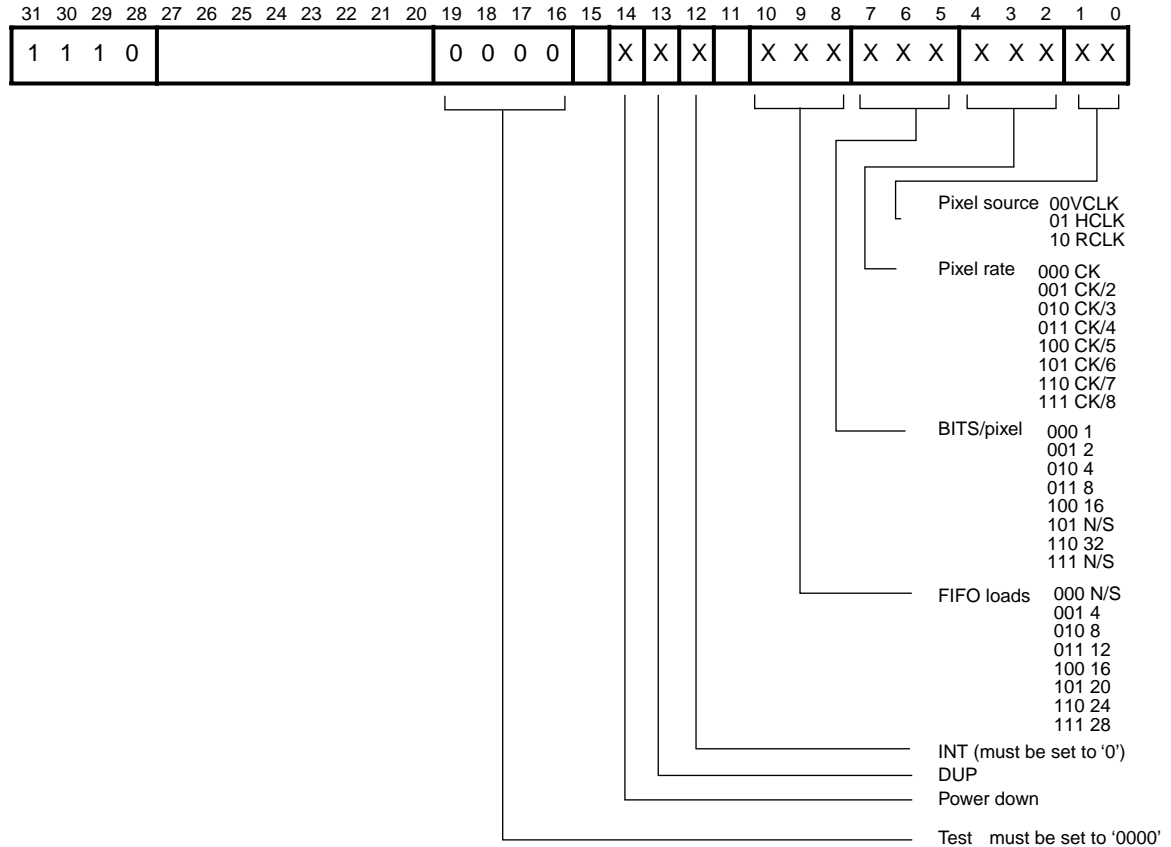 31 30 29 28 27 26 25 24 23 22 21 20 19 18 17 16 15 14 13 12 11 10 9 8 7 6 5 4 3 2 1 0
1 1 1 0 0 0 0 0 X X X X X X X X X X X X X X
Pixel source 00VCLK
01 HCLK
10 RCLK
Pixel rate 000 CK
001 CK/2
010 CK/3
011 CK/4
100 CK/5
101 CK/6
110 CK/7
111 CK/8
BITS/pixel 000 1
001 2
010 4
011 8
100 16
101 N/S
110 32
111 N/S
FIFO loads 000 N/S
001 4
010 8
011 12
100 16
101 20
110 24
111 28
INT (must be set to ‘0’)
DUP
Power down
Test must be set to ‘0000’